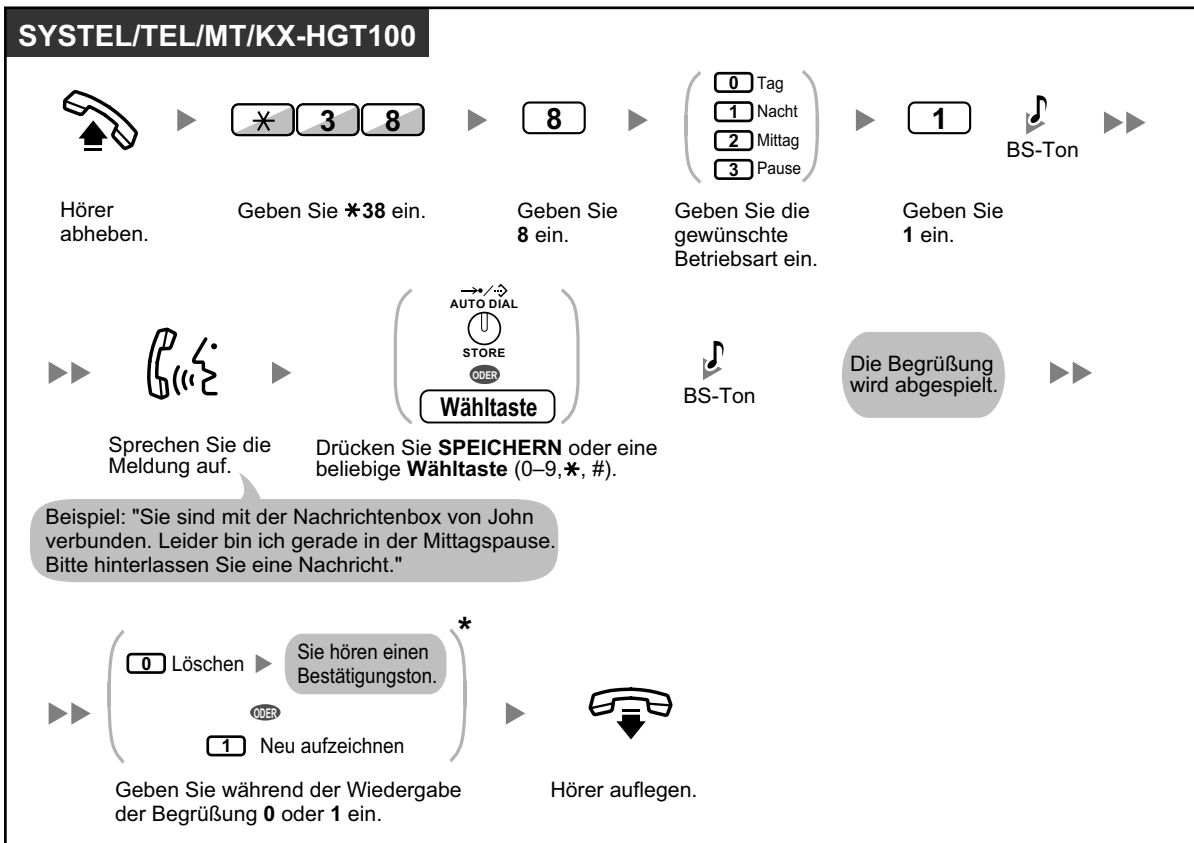 SYSTEL/TEL/MT/KX-HGT100
✳ 3 8
8
0 Tag
1 Nacht
2 Mittag
3 Pause
1
BS-Ton
Hörer
abheben.
Geben Sie ✳38 ein.
Geben Sie
8 ein.
Geben Sie die
gewünschte
Betriebsart ein.
Geben Sie
1 ein.
AUTO DIAL
STORE
ODER
Wähltaste
BS-Ton
Die Begrüßung
wird abgespielt.
Sprechen Sie die
Meldung auf.
Drücken Sie SPEICHERN oder eine
beliebige Wähltaste (0–9,✳, #).
Beispiel: "Sie sind mit der Nachrichtenbox von John
verbunden. Leider bin ich gerade in der Mittagspause.
Bitte hinterlassen Sie eine Nachricht."
*
0 Löschen
Sie hören einen
Bestätigungston.
ODER
1 Neu aufzeichnen
Geben Sie während der Wiedergabe
der Begrüßung 0 oder 1 ein.
Hörer auflegen.